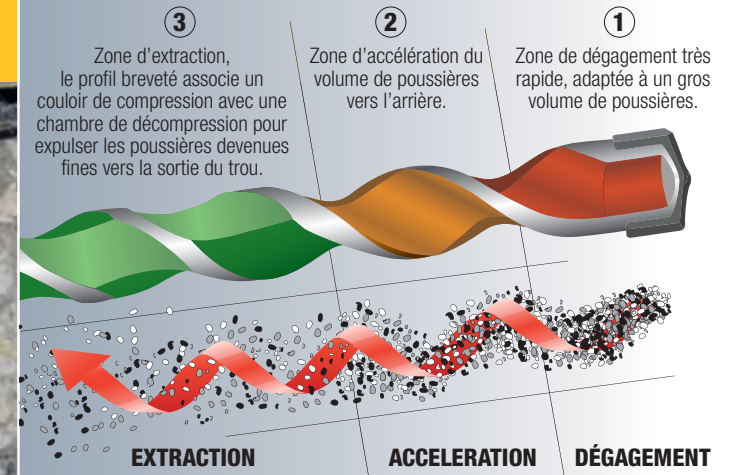 3
Zone d'extraction,
le profil breveté associe un
couloir de compression avec une
chambre de décompression pour
expulser les poussières devenues
fines vers la sortie du trou.
2
Zone d'accélération du
volume de poussières
vers l'arrière.
1
Zone de dégagement très
rapide, adaptée à un gros
volume de poussières.
EXTRACTION
ACCELERATION
DÉGAGEMENT